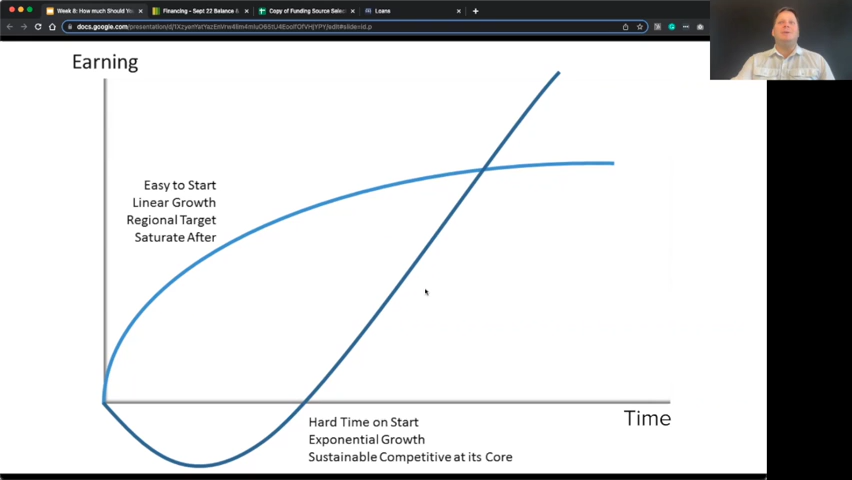 Week 8: How much Should Yo
Financing - Sept 22 Balance &
Copy of Funding Source Selec
Loans
Earning
Easy to Start
Linear Growth
Regional Target
Saturate After
Hard Time on Start
Exponential Growth
Sustainable Competitive at its Core
Time